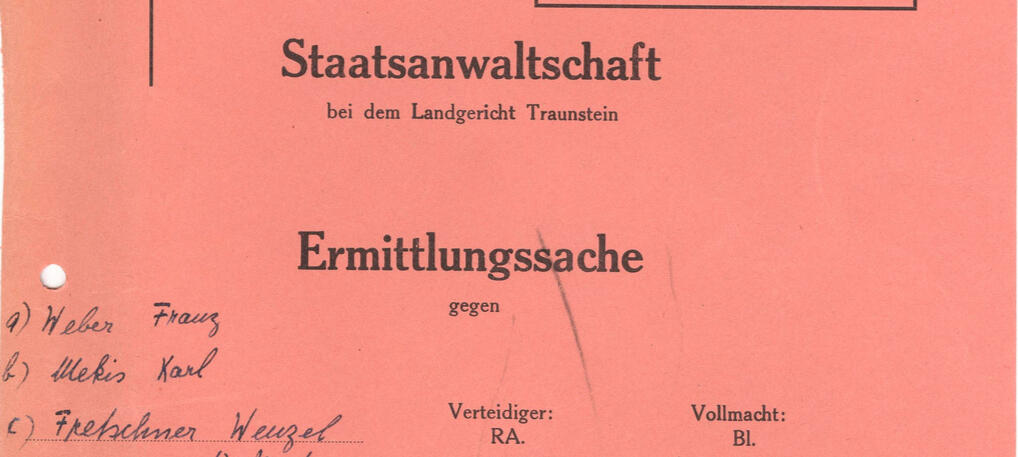 Staatsanwaltschaft
bei dem Landgericht Traunstein
Ermittlungssache
gegen
a) Weber Franz
b) Mekis Karl
c) Fretschner Wenzel
Verteidiger:
Vollmacht:
RA.
Bl.